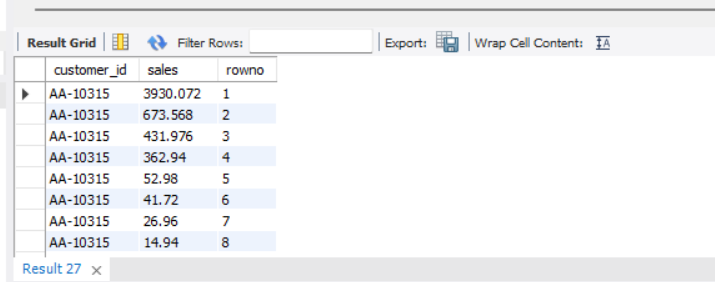 Result Grid Filter Rows: Export: Wrap Cell Content: IA
customer_id sales rowno
AA-10315 3930.072 1
AA-10315 673.568 2
AA-10315 431.976 3
AA-10315 362.94 4
AA-10315 52.98 5
AA-10315 41.72 6
AA-10315 26.96 7
AA-10315 14.94 8
Result 27 ×